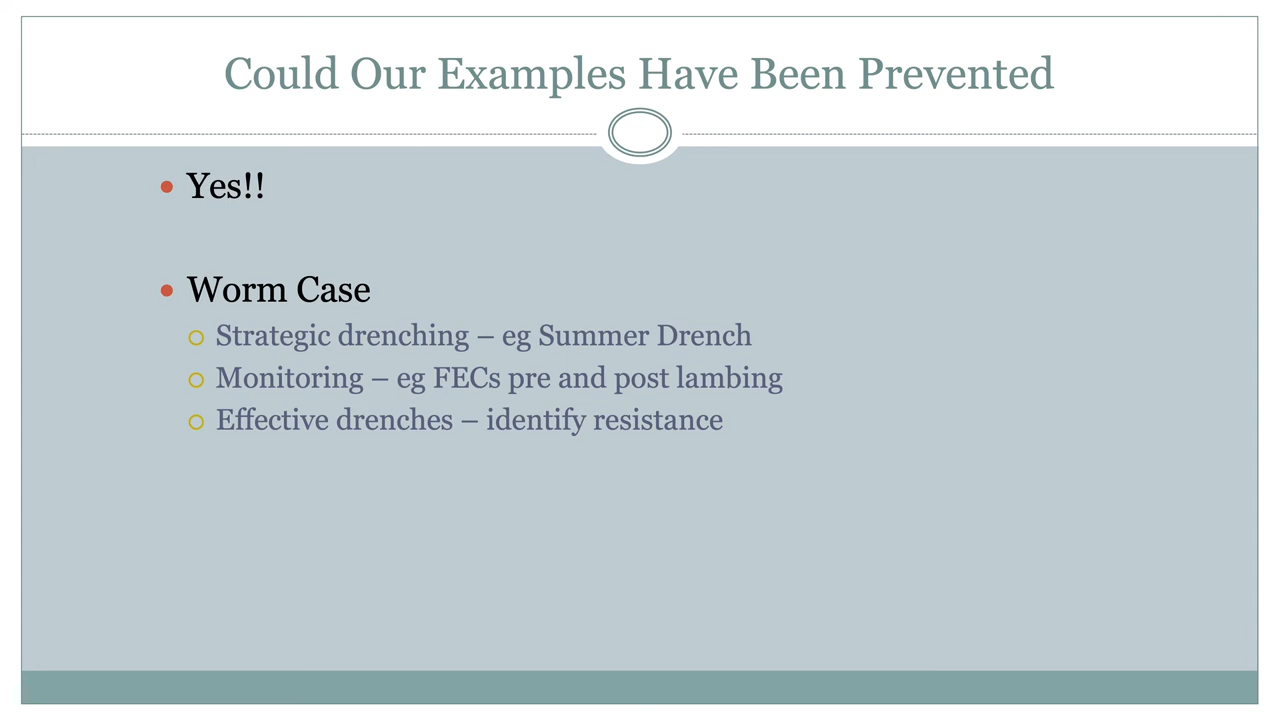 Could Our Examples Have Been Prevented
Yes!!
Worm Case
Strategic drenching – eg Summer Drench
Monitoring – eg FECs pre and post lambing
Effective drenches – identify resistance